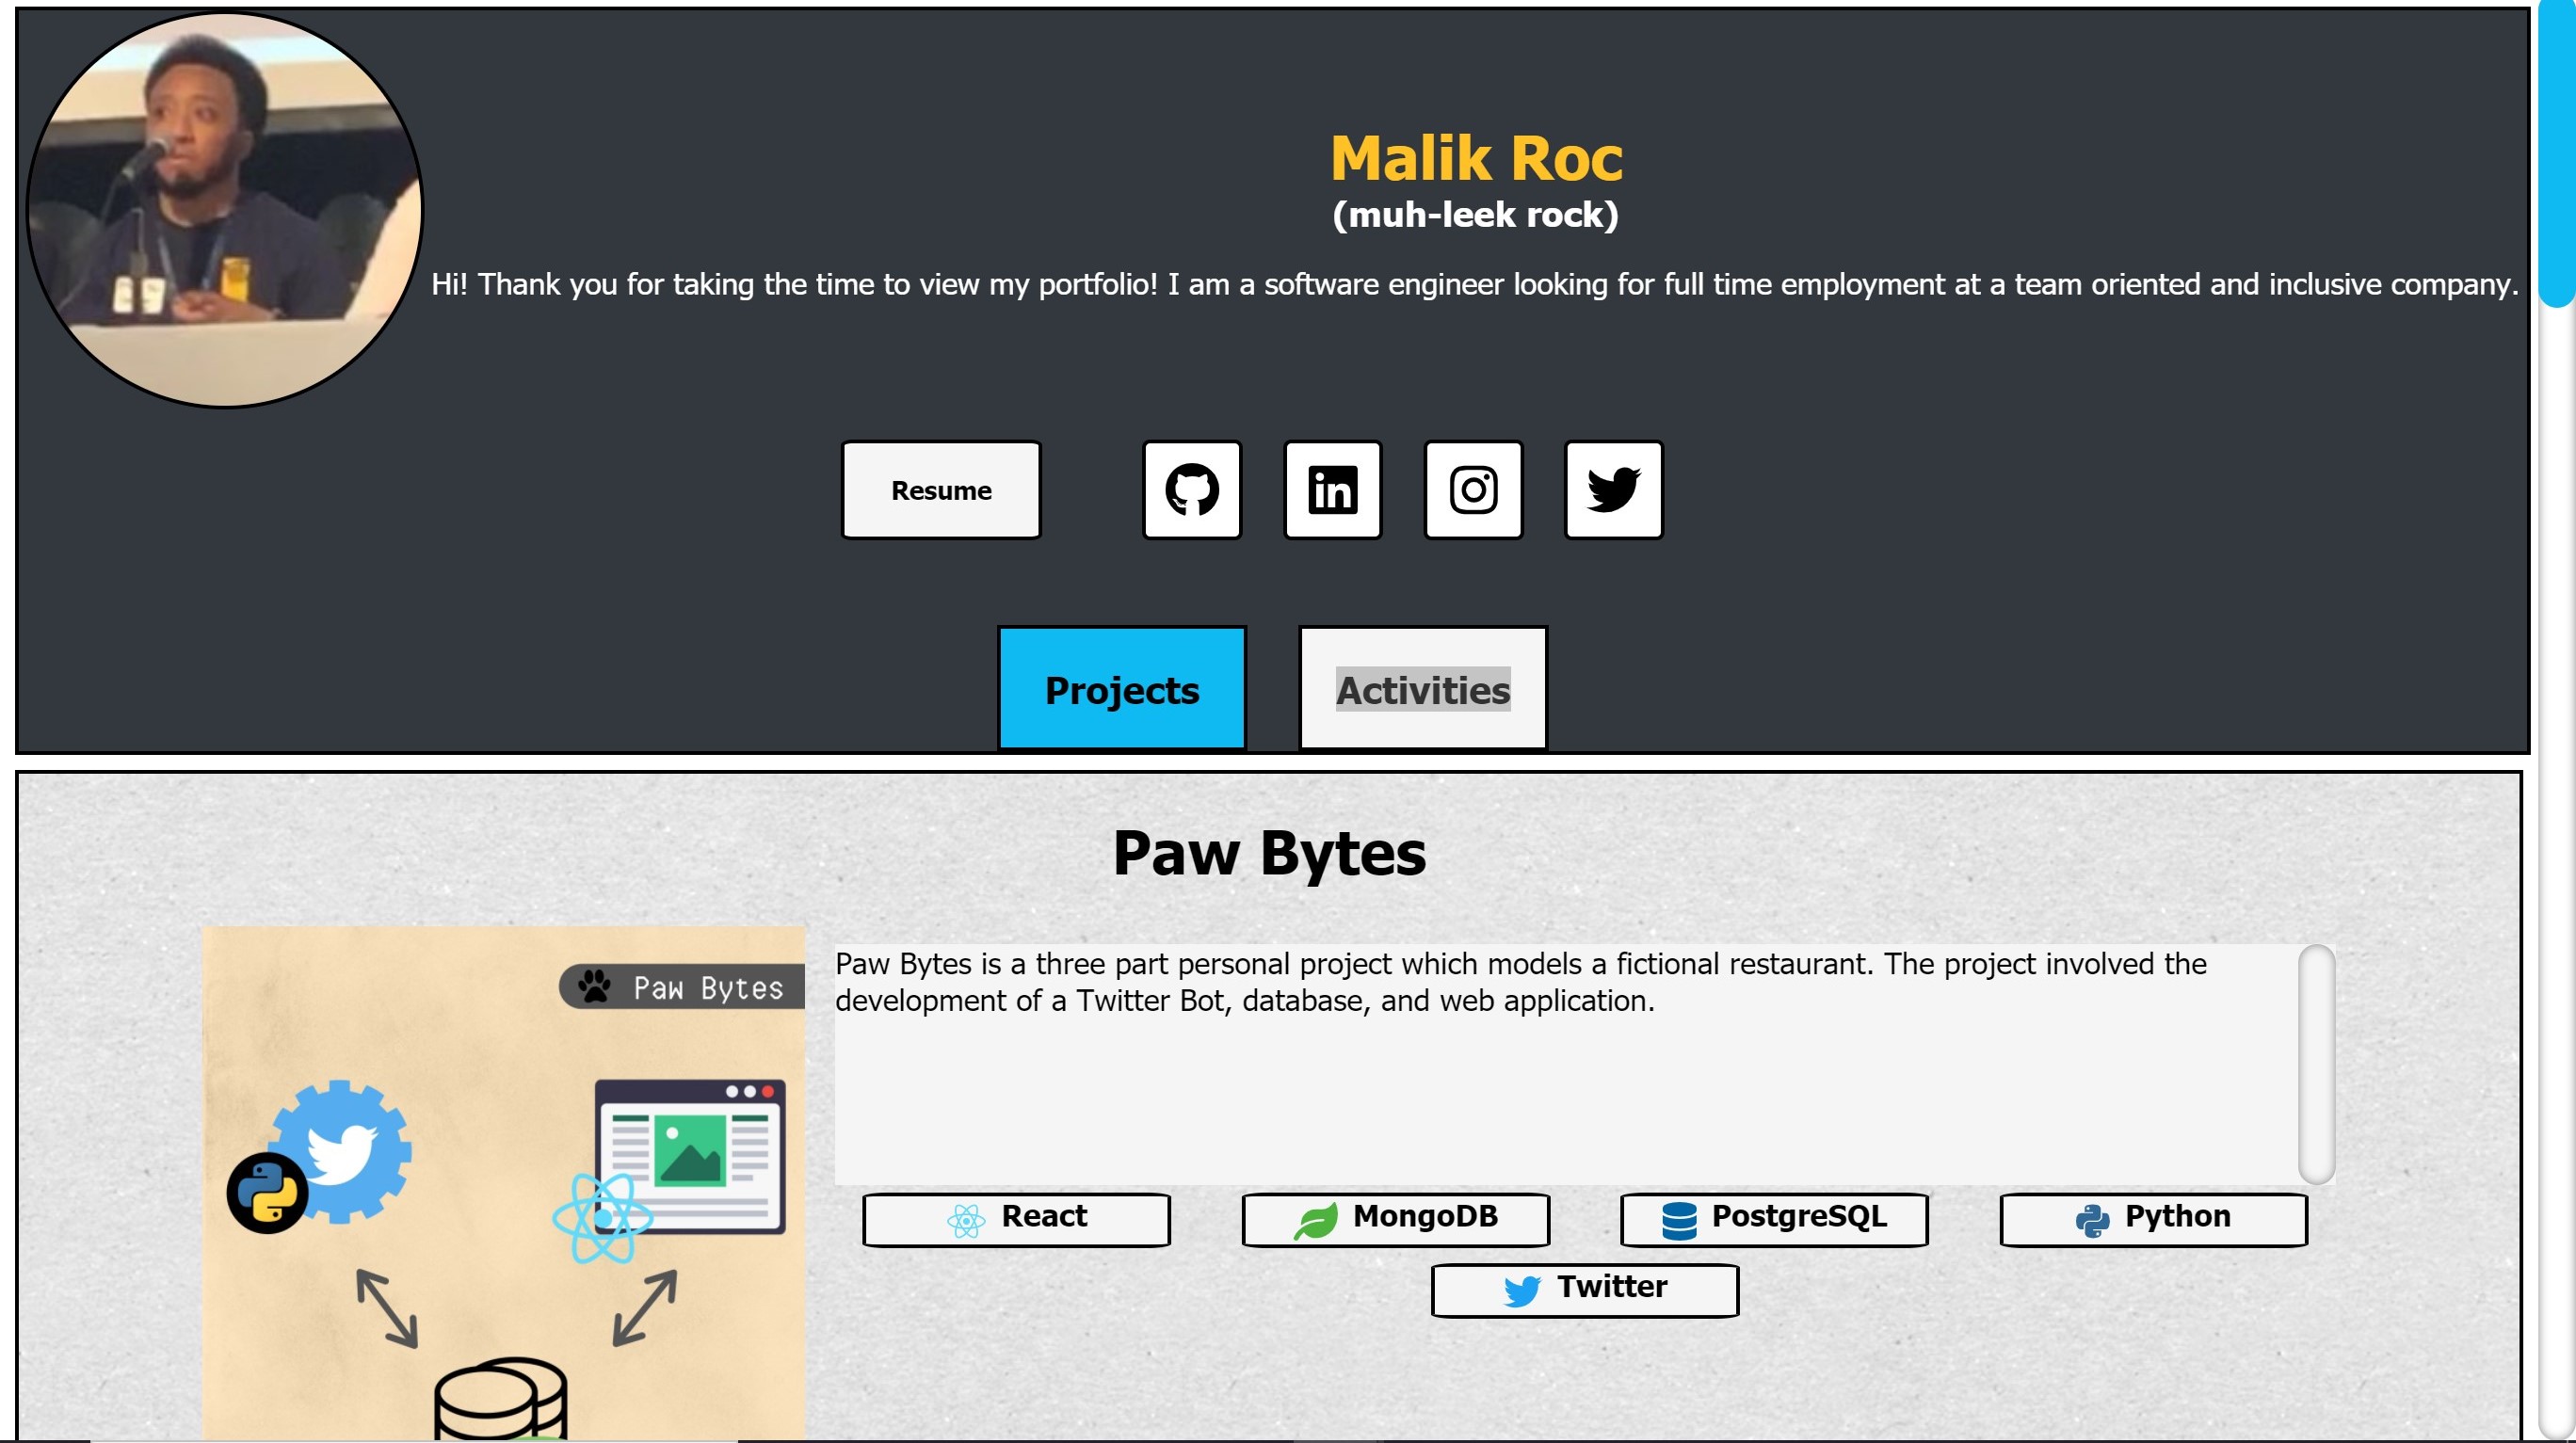 Malik Roc
(muh-leek rock)
Hi! Thank you for taking the time to view my portfolio! I am a software engineer looking for full time employment at a team oriented and inclusive company.
Resume
in
Projects
Activities
Paw Bytes
Paw Bytes
Paw Bytes is a three part personal project which models a fictional restaurant. The project involved the
development of a Twitter Bot, database, and web application.
React
MongoDB
PostgreSQL
Python
Twitter